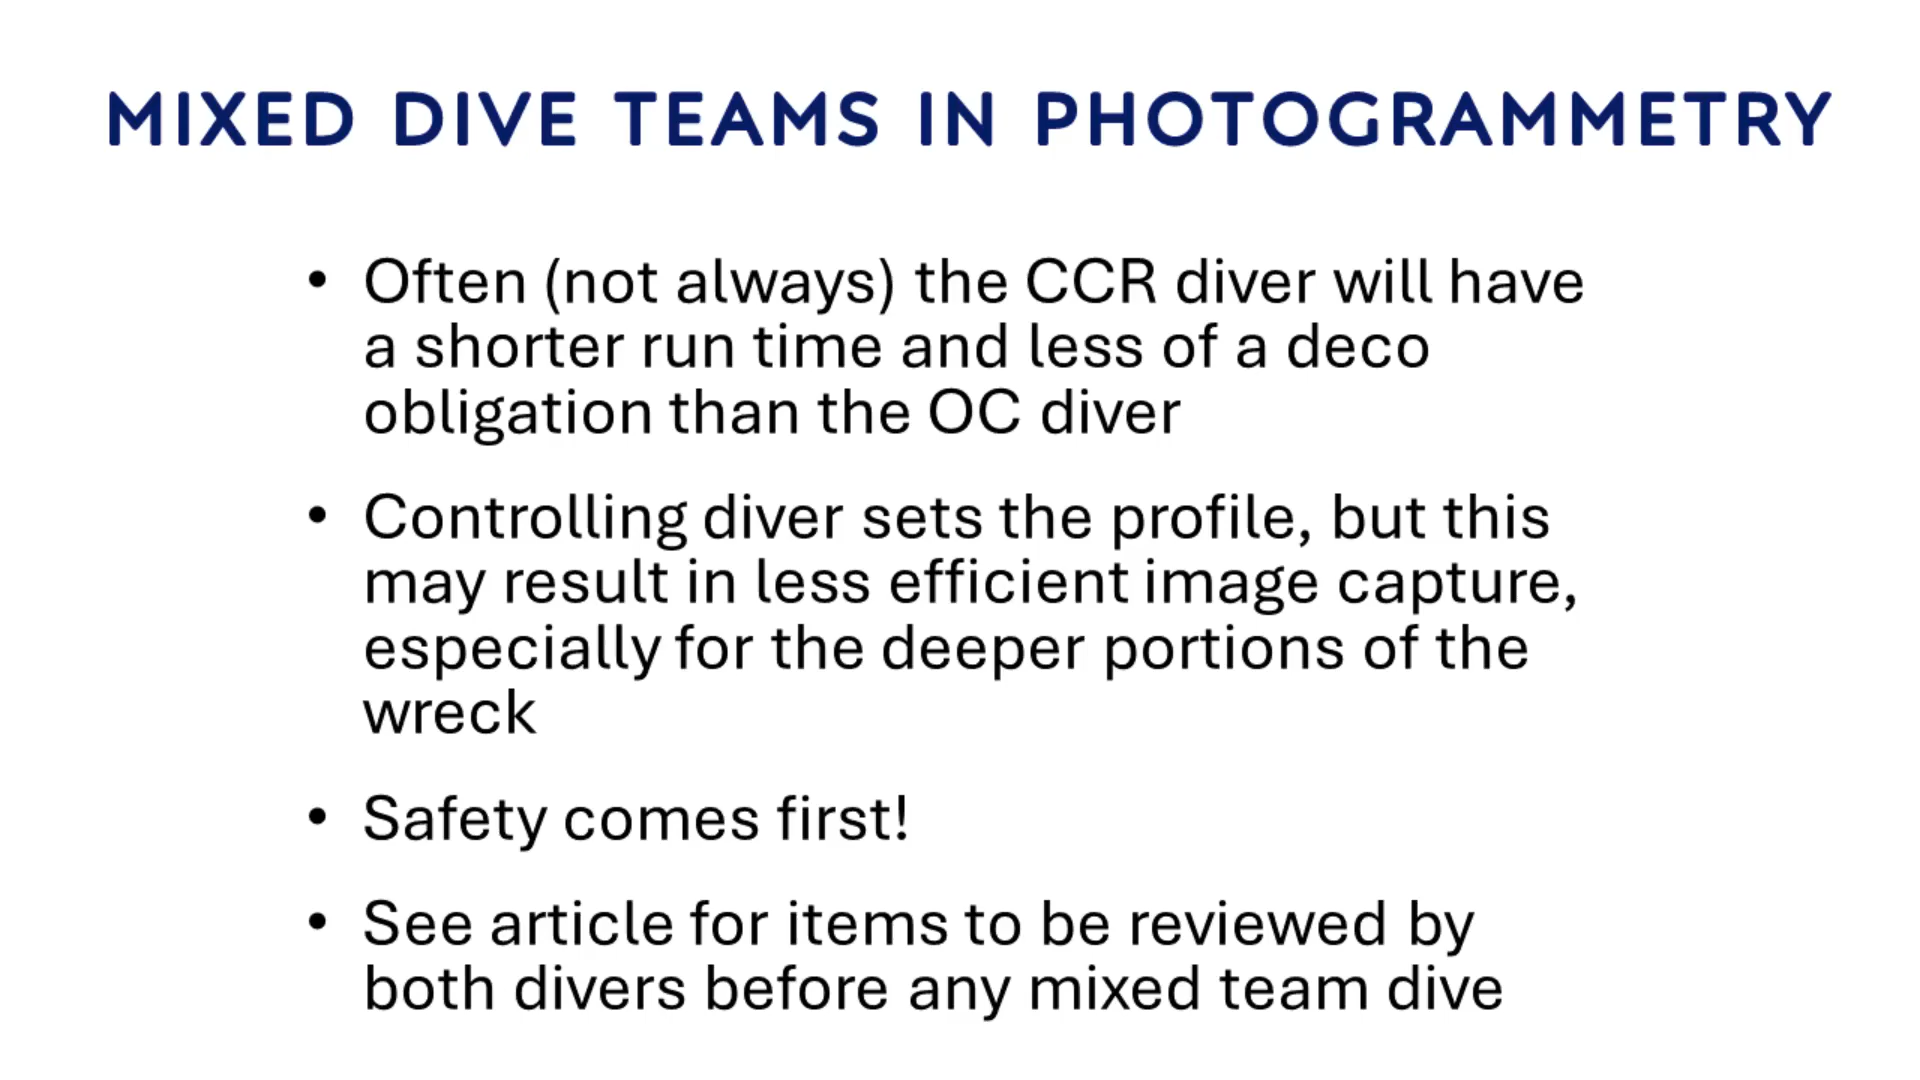 MIXED DIVE TEAMS IN PHOTOGRAMMETRY
• Often (not always) the CCR diver will have
a shorter run time and less of a deco
obligation than the OC diver
• Controlling diver sets the profile, but this
may result in less efficient image capture,
especially for the deeper portions of the
wreck
• Safety comes first!
• See article for items to be reviewed by
both divers before any mixed team dive